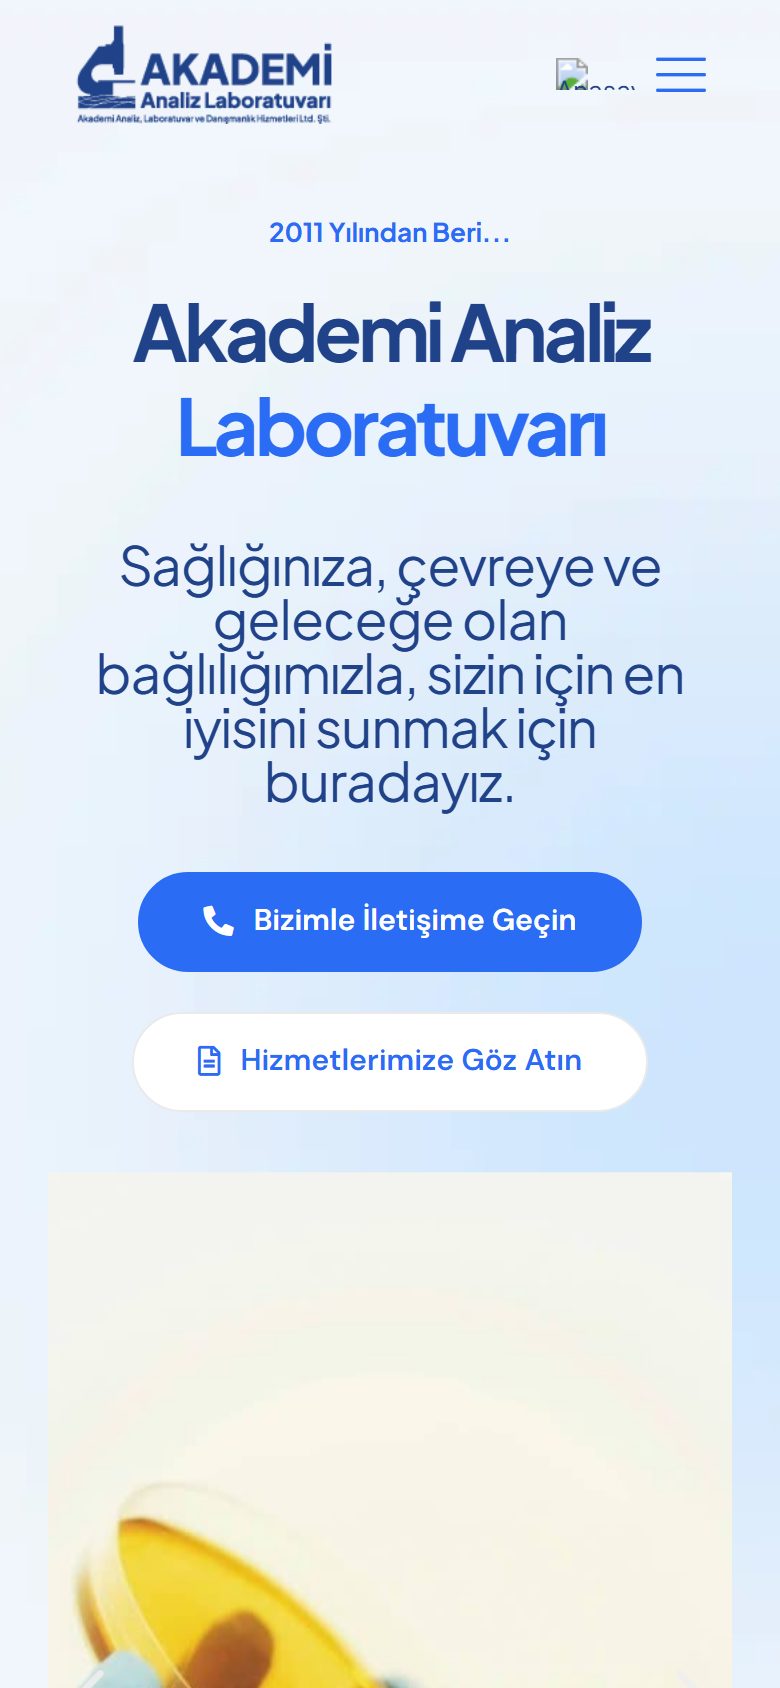 AKADEMİ
Analiz Laboratuvarı
Akademi Analiz, Laboratuvar ve Danışmanlık Hizmetleri Ltd. Şti.
2011 Yılından Beri...
Akademi Analiz
Laboratuvarı
Sağlığınıza, çevreye ve
geleceğe olan
bağlılığımızla, sizin için en
iyisini sunmak için
buradayız.
Bizimle İletişime Geçin
Hizmetlerimize Göz Atın